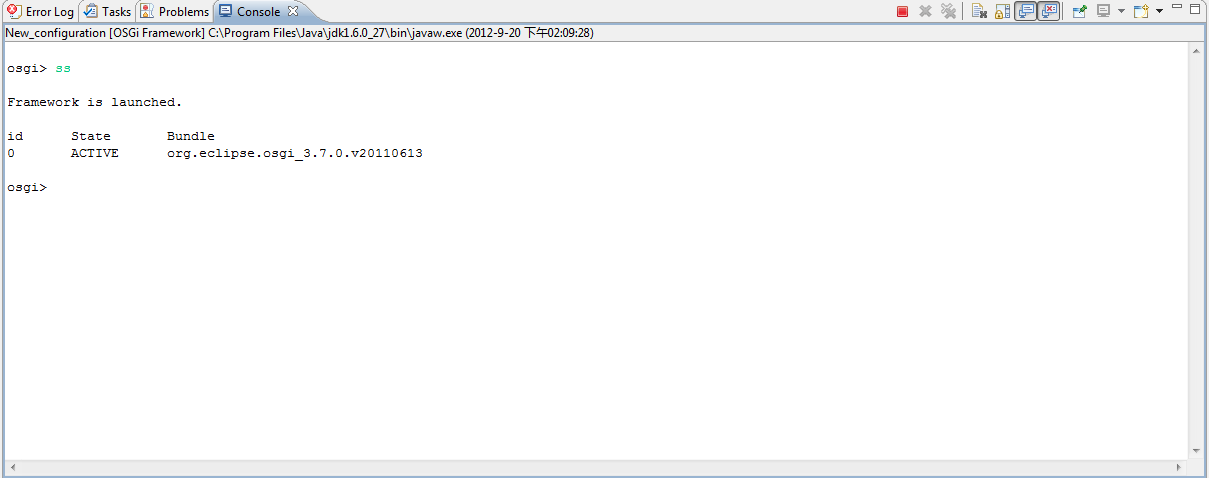 Error Log Tasks Problems Console
New_configuration [OSGi Framework] C:\Program Files\Java\jdk1.6.0_27\bin\javaw.exe (2012-9-20 下午02:09:28)
osgi> ss
Framework is launched.
id State Bundle
0 ACTIVE org.eclipse.osgi_3.7.0.v20110613
osgi>